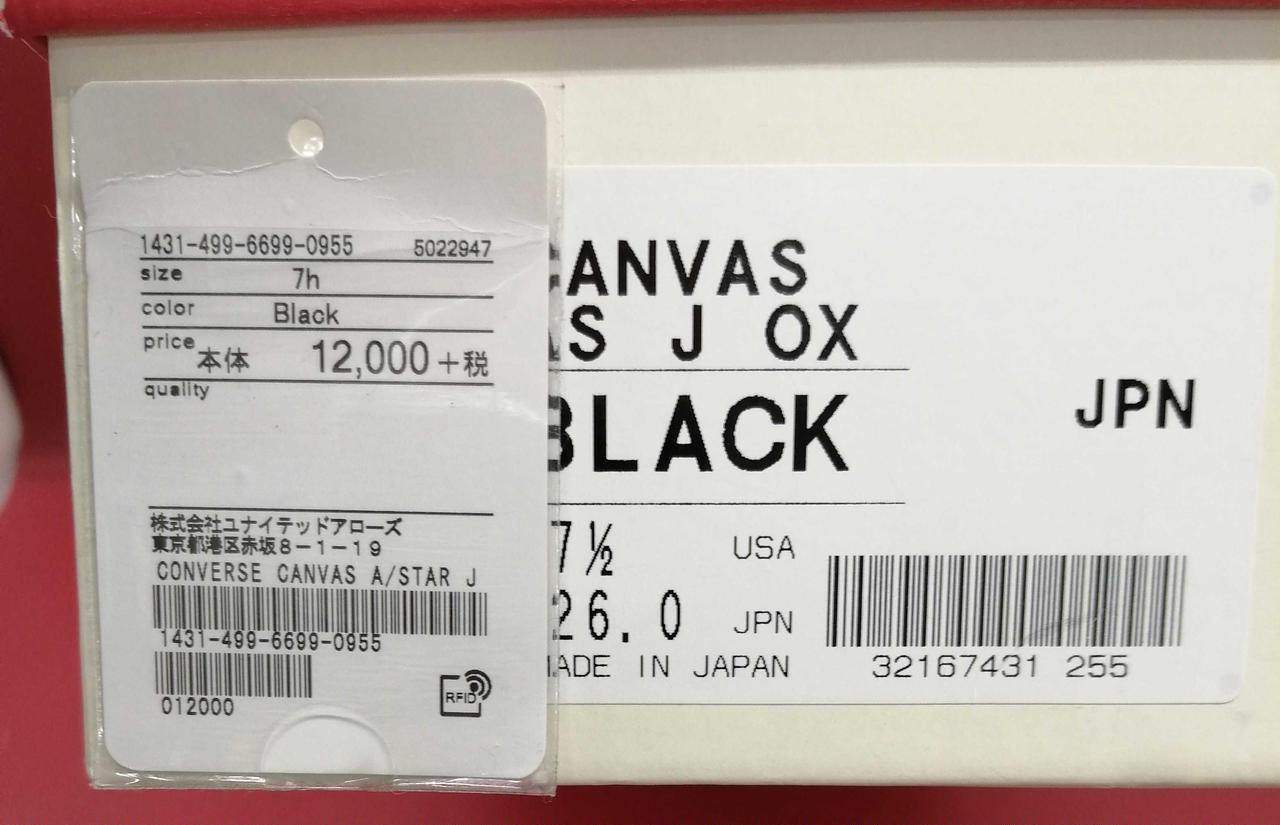 1431-499-6699-0955 5022947
size 7h
color Black
price 本体 12,000+税
quality
株式会社ユナイテッドアローズ
東京都港区赤坂8-1-19
CONVERSE CANVAS A/STAR J
1431-499-6699-0955
012000
RFID
CANVAS
S J OX
BLACK
JPN
7½ USA
26.0 JPN
MADE IN JAPAN
32167431 255